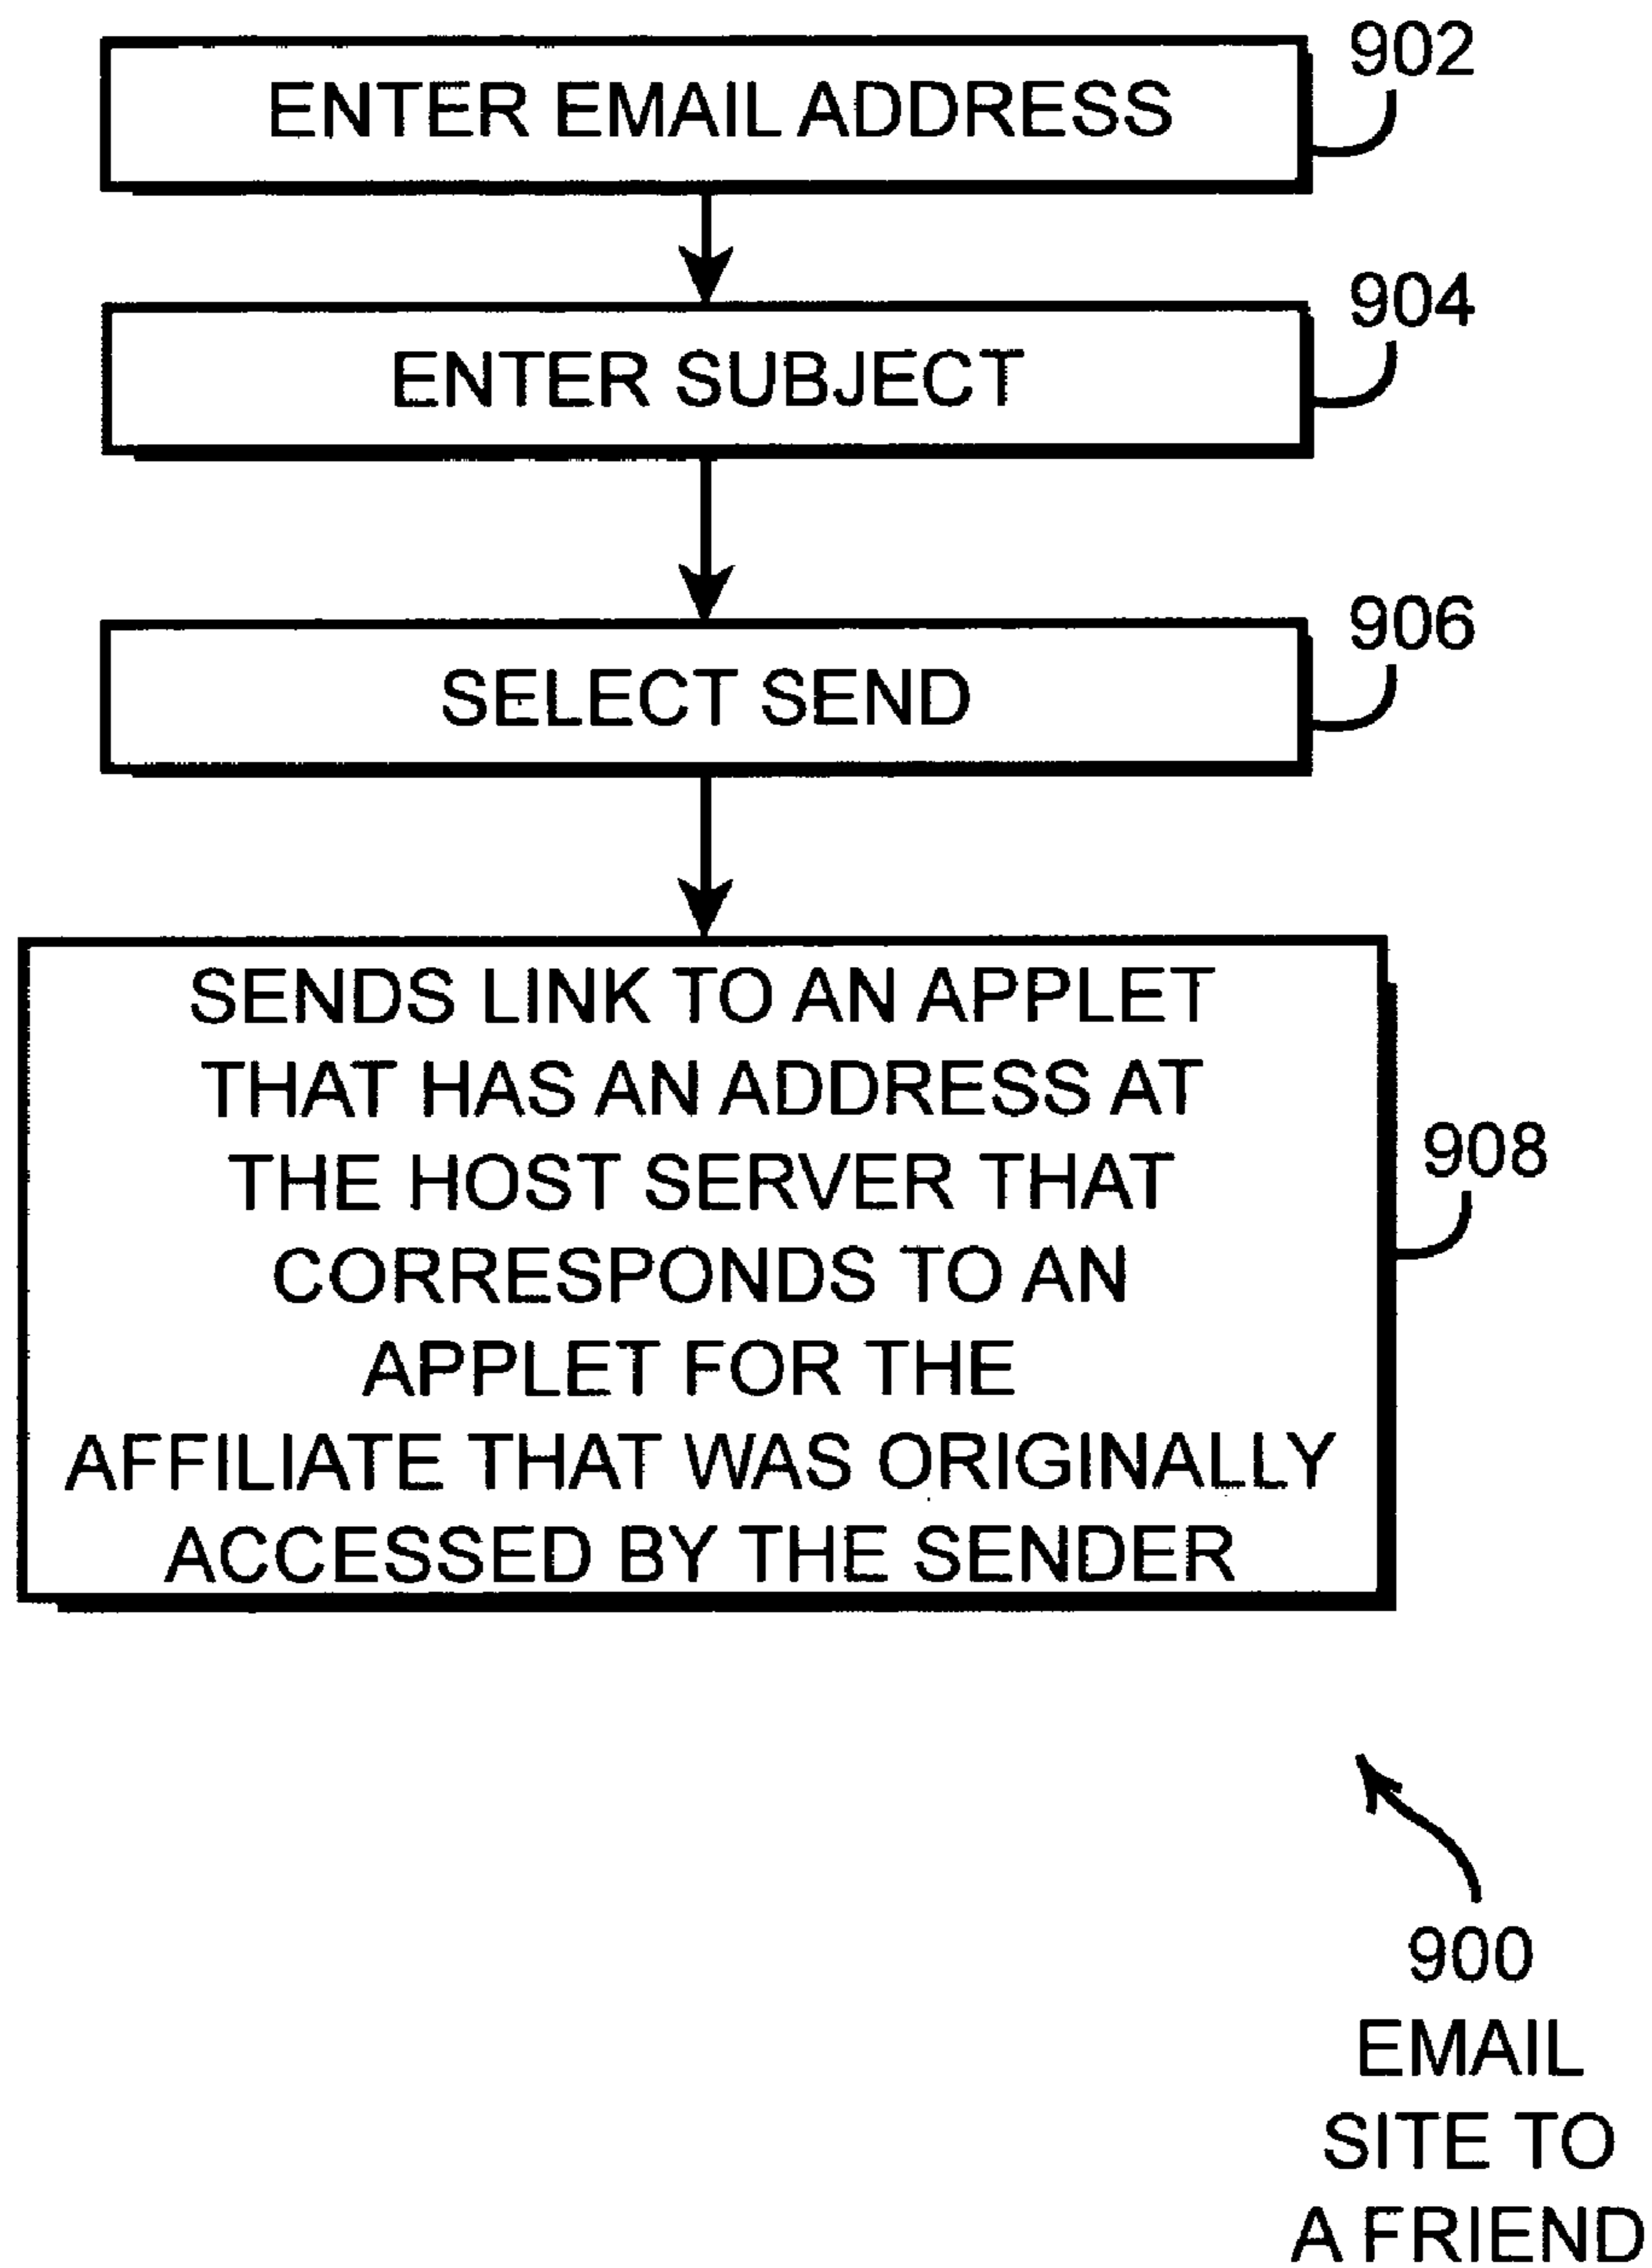 902
ENTER EMAIL ADDRESS
904
ENTER SUBJECT
906
SELECT SEND
SENDS LINK TO AN APPLET
THAT HAS AN ADDRESS AT
THE HOST SERVER THAT
CORRESPONDS TO AN
APPLET FOR THE
AFFILIATE THAT WAS ORIGINALLY
ACCESSED BY THE SENDER
908
900
EMAIL
SITE TO
A FRIEND